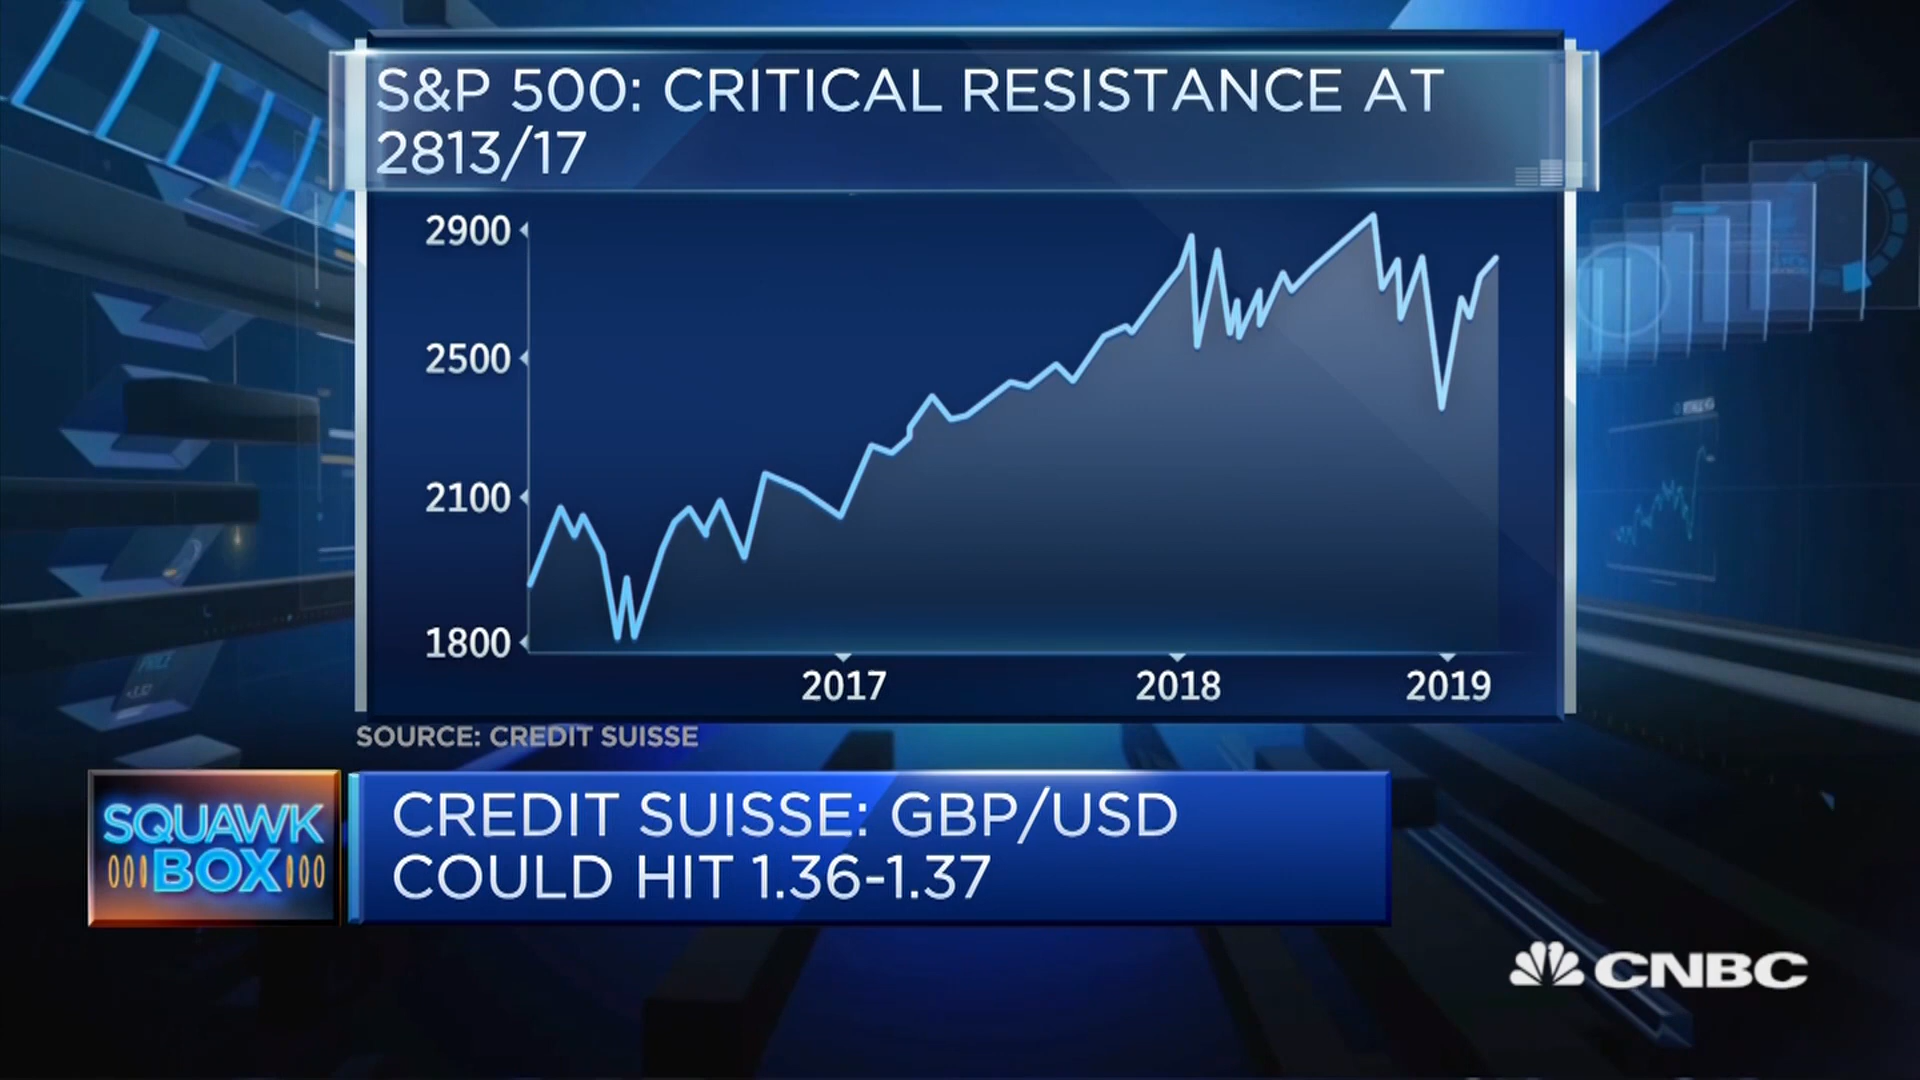 S&P 500: CRITICAL RESISTANCE AT
2813/17
2900
2500
2100
1800
2017 2018 2019
SOURCE: CREDIT SUISSE
SQUAWK
BOX
CREDIT SUISSE: GBP/USD
COULD HIT 1.36-1.37
CNBC
PRICE